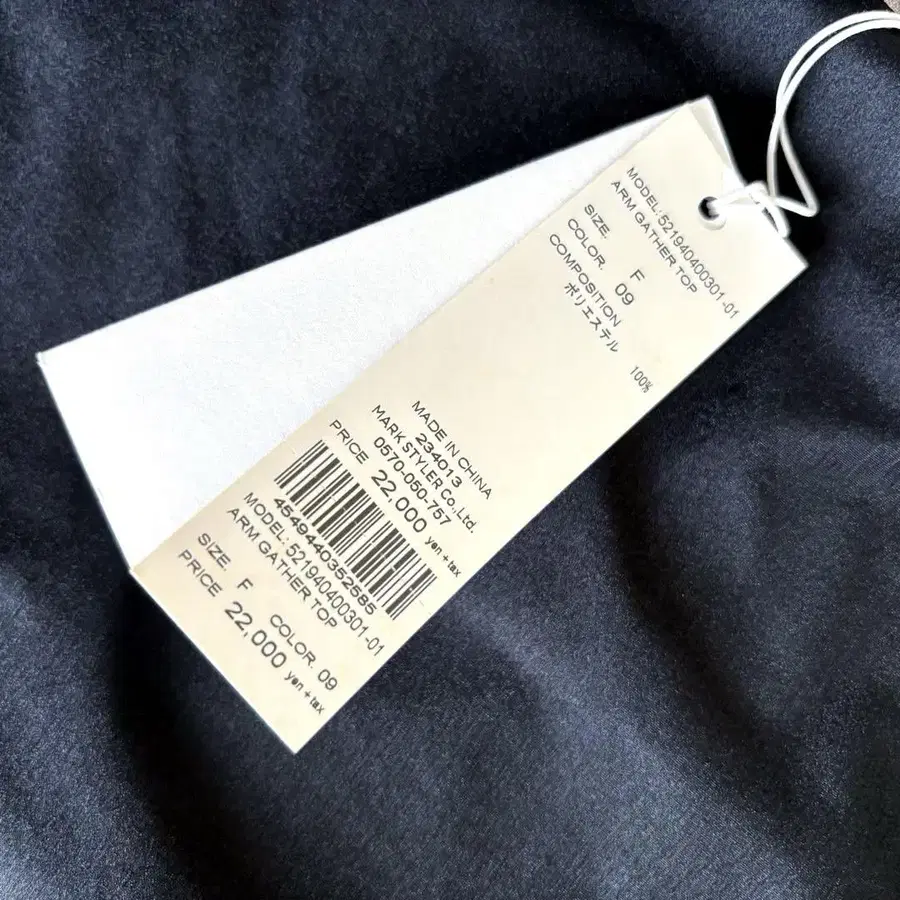 MODEL: 521940400301-01
ARM GATHER TOP
SIZE. F
COLOR. 09
COMPOSITION
ポリエステル 100%
MADE IN CHINA
234013
MARK STYLER Co.,Ltd.
0570-050-757
PRICE 22,000 yen + tax
4549440352585
MODEL: 521940400301-01
ARM GATHER TOP
SIZE F COLOR. 09
PRICE 22,000 yen + tax